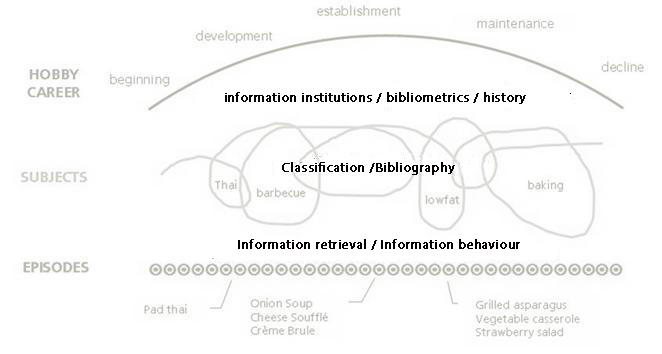 establishment
maintenance
development
HOBBY
CAREER
beginning
decline
information institutions / bibliometrics / history
SUBJECTS
Classification /Bibliography
Thai
barbecue
lowfat
baking
Information retrieval / Information behaviour
EPISODES
Pad thai
Onion Soup
Cheese Soufflé
Crème Brule
Grilled asparagus
Vegetable casserole
Strawberry salad